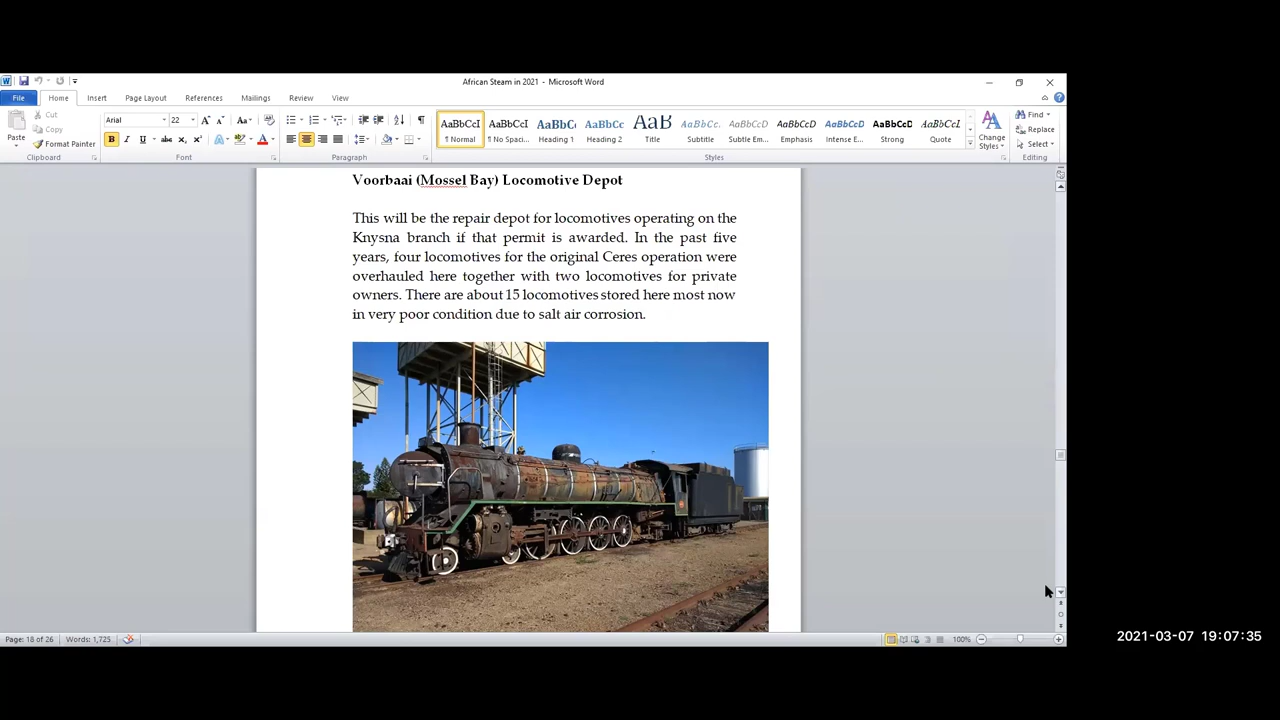 African Steam in 2021 - Microsoft Word
File Home Insert Page Layout References Mailings Review View
Paste
Cut
Copy
Format Painter
Clipboard
Arial 22
Font
Paragraph
AaBbCcI AaBbCcI AaBbC AaBbCc AaB AaBbCc. AaBbCcD AaBbCcD AaBbCcD AaBbCcD AaBbCcI
¶ Normal ¶ No Spaci... Heading 1 Heading 2 Title Subtitle Subtle Em... Emphasis Intense E... Strong Quote
Styles
Change Styles
Find
Replace
Select
Editing
Voorbaai (Mossel Bay) Locomotive Depot
This will be the repair depot for locomotives operating on the
Knysna branch if that permit is awarded. In the past five
years, four locomotives for the original Ceres operation were
overhauled here together with two locomotives for private
owners. There are about 15 locomotives stored here most now
in very poor condition due to salt air corrosion.
Page: 18 of 26 Words: 1,725 100%
2021-03-07 19:07:35